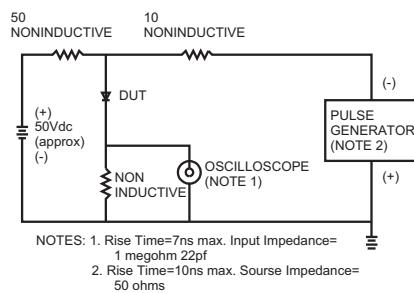 50
NONINDUCTIVE
10
NONINDUCTIVE
(+)
50Vdc
(approx)
(-)
DUT
NON
INDUCTIVE
OSCILLOSCOPE
(NOTE 1)
(-)
PULSE
GENERATOR
(NOTE 2)
(+)
NOTES: 1. Rise Time=7ns max. Input Impedance=
1 megohm 22pf
2. Rise Time=10ns max. Sourse Impedance=
50 ohms